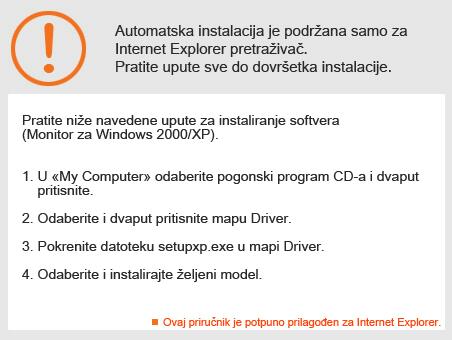 Automatska instalacija je podržana samo za
Internet Explorer pretraživač.
Pratite upute sve do dovršetka instalacije.
Pratite niže navedene upute za instaliranje softvera
(Monitor za Windows 2000/XP).
1. U «My Computer» odaberite pogonski program CD-a i dvaput
pritisnite.
2. Odaberite i dvaput pritisnite mapu Driver.
3. Pokrenite datoteku setupxp.exe u mapi Driver.
4. Odaberite i instalirajte željeni model.
Ovaj priručnik je potpuno prilagođen za Internet Explorer.